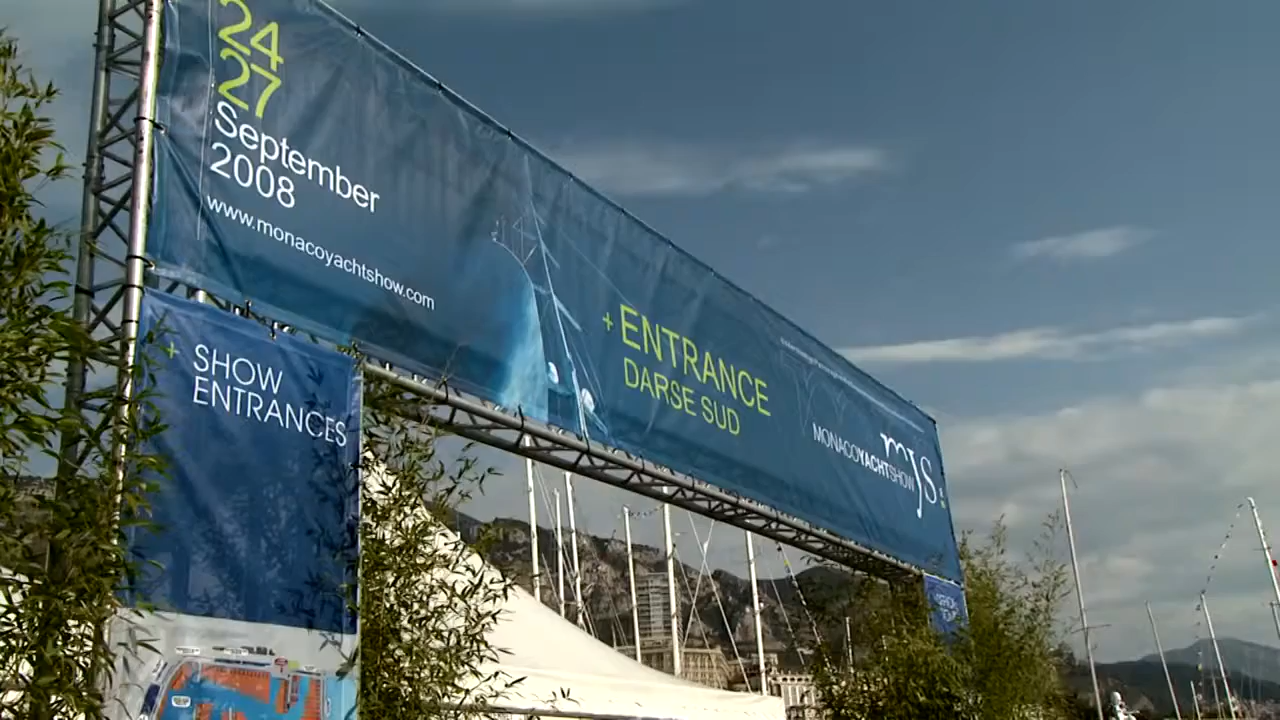 24
27
September
2008
www.monacoyachtshow.com
+ ENTRANCE
DARSE SUD
MONACOYACHTSHOW
mys
+ SHOW
ENTRANCES